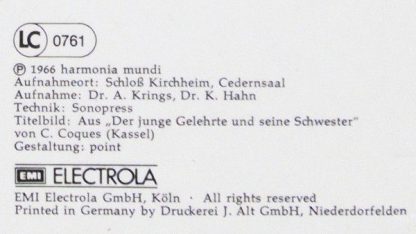 LC 0761
℗ 1966 harmonia mundi
Aufnahmeort: Schloß Kirchheim, Cedernsaal
Aufnahme: Dr. A. Krings, Dr. K. Hahn
Technik: Sonopress
Titelbild: Aus „Der junge Gelehrte und seine Schwester"
von C. Coques (Kassel)
Gestaltung: point
EMI ELECTROLA
EMI Electrola GmbH, Köln · All rights reserved
Printed in Germany by Druckerei J. Alt GmbH, Niederdorfelden